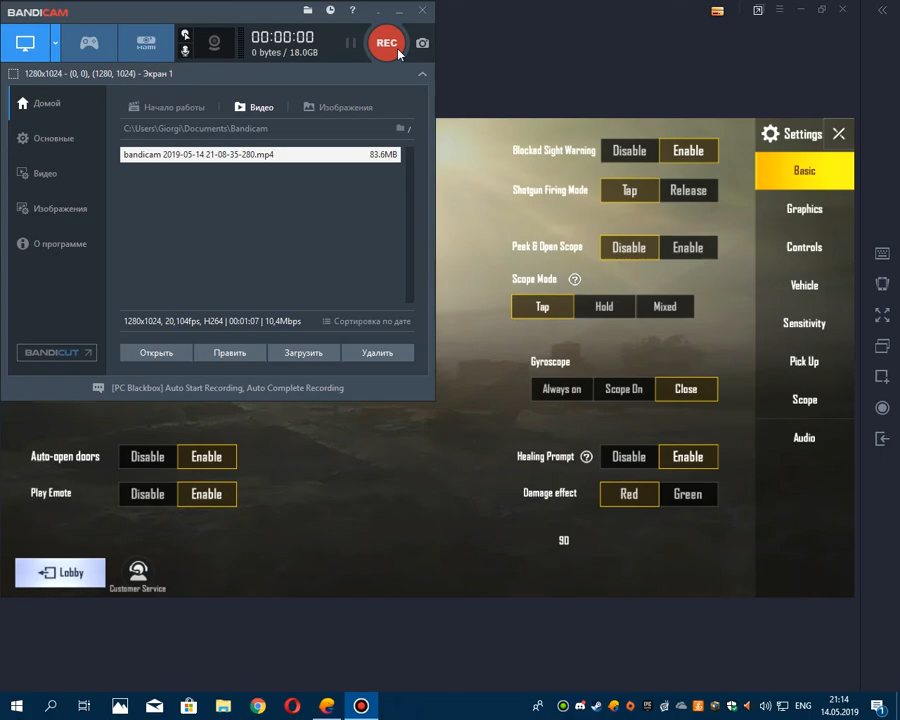 BANDICAM
HDMI
00:00:00
0 bytes / 18.0GB
REC
1280x1024 - (0, 0), (1280, 1024) - Экран 1
Домой
Основные
Видео
Изображения
О программе
BANDICUT
Начало работы
Видео
Изображения
C:\Users\Giorgi\Documents\Bandicam
/
bandicam 2019-05-14 21-08-35-280.mp4 83.6MB
1280x1024, 20,104fps, H264 | 00:01:07 | 10,4Mbps
Сортировка по дате
Открыть
Править
Загрузить
Удалить
[PC Blackbox] Auto Start Recording, Auto Complete Recording
Blocked Sight Warning Disable Enable
Shotgun Firing Mode Tap Release
Peek & Open Scope Disable Enable
Scope Mode ?
Tap Hold Mixed
Gyroscope
Always on Scope On Close
Auto-open doors Disable Enable
Healing Prompt ? Disable Enable
Play Emote Disable Enable
Damage effect Red Green
90
Lobby
Customer Service
Settings
Basic
Graphics
Controls
Vehicle
Sensitivity
Pick Up
Scope
Audio
ENG
21:14
14.05.2019
1